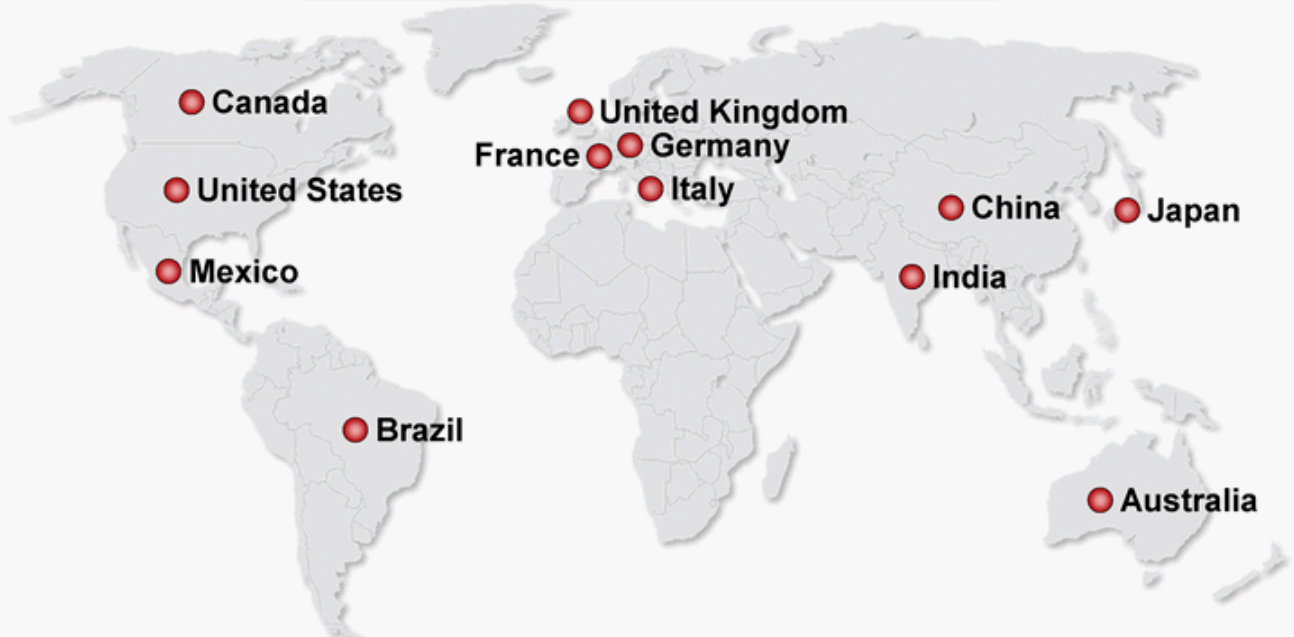 Canada
United Kingdom
Germany
France
United States
Italy
China
Japan
Mexico
India
Brazil
Australia